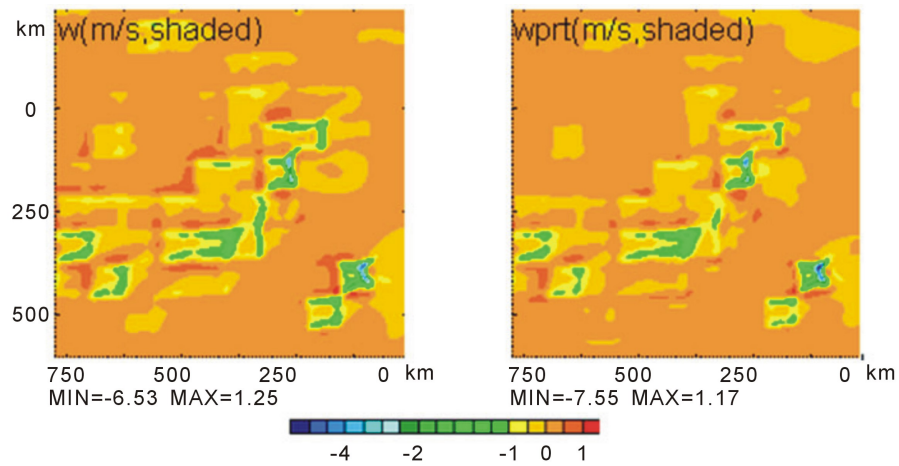 km w(m/s,shaded) wprt(m/s,shaded)
0
250
500
750 500 250 0 km 750 500 250 0 km
MIN=-6.53 MAX=1.25 MIN=-7.55 MAX=1.17
-4 -2 -1 0 1